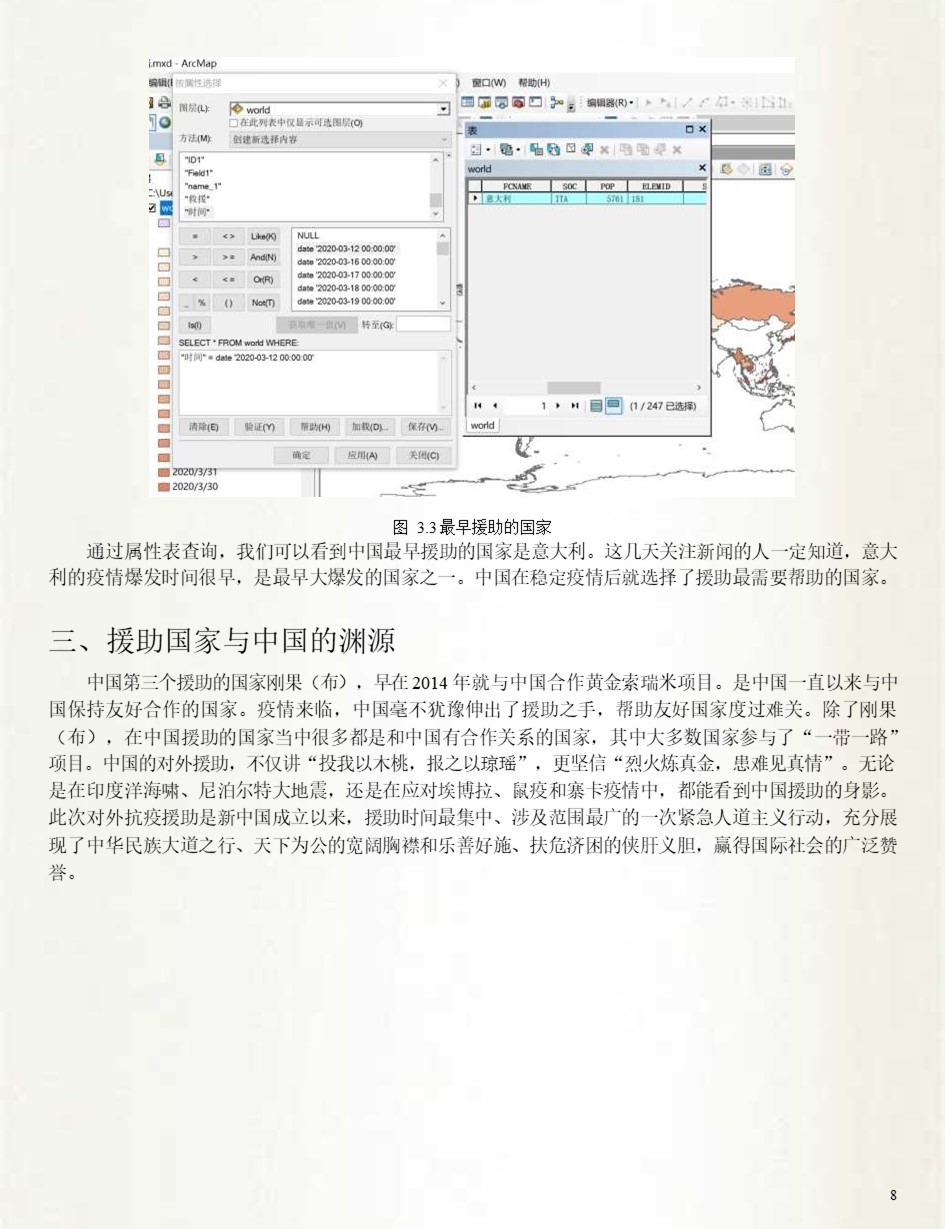 i.mxd - ArcMap
编辑(
窗口(W) 帮助(H)
按属性选择
图层(L): world
在此列表中仅显示可选图层(O)
方法(M): 创建新选择内容
"ID1"
"Field1"
"name_1"
"救援"
"时间"
= <> Like(K)
> >= And(N)
< <= Or(R)
_ % () Not(T)
Is(I)
NULL
date '2020-03-12 00:00:00'
date '2020-03-16 00:00:00'
date '2020-03-17 00:00:00'
date '2020-03-18 00:00:00'
date '2020-03-19 00:00:00'
获取唯一值(V) 转至(G):
SELECT * FROM world WHERE:
"时间" = date '2020-03-12 00:00:00'
清除(E) 验证(Y) 帮助(H) 加载(D)... 保存(V)...
确定 应用(A) 关闭(C)
2020/3/31
2020/3/30
编辑器(R)
表
world
FCNAME SOC POP ELEMID S
意大利 ITA 5761 181
1 (1 / 247 已选择)
world
图 3.3最早援助的国家
通过属性表查询，我们可以看到中国最早援助的国家是意大利。这几天关注新闻的人一定知道，意大
利的疫情爆发时间很早，是最早大爆发的国家之一。中国在稳定疫情后就选择了援助最需要帮助的国家。
三、援助国家与中国的渊源
中国第三个援助的国家刚果（布），早在 2014 年就与中国合作黄金索瑞米项目。是中国一直以来与中
国保持友好合作的国家。疫情来临，中国毫不犹豫伸出了援助之手，帮助友好国家度过难关。除了刚果
（布），在中国援助的国家当中很多都是和中国有合作关系的国家，其中大多数国家参与了“一带一路”
项目。中国的对外援助，不仅讲“投我以木桃，报之以琼瑶”，更坚信“烈火炼真金，患难见真情”。无论
是在印度洋海啸、尼泊尔特大地震，还是在应对埃博拉、鼠疫和寨卡疫情中，都能看到中国援助的身影。
此次对外抗疫援助是新中国成立以来，援助时间最集中、涉及范围最广的一次紧急人道主义行动，充分展
现了中华民族大道之行、天下为公的宽阔胸襟和乐善好施、扶危济困的侠肝义胆，赢得国际社会的广泛赞
誉。
8